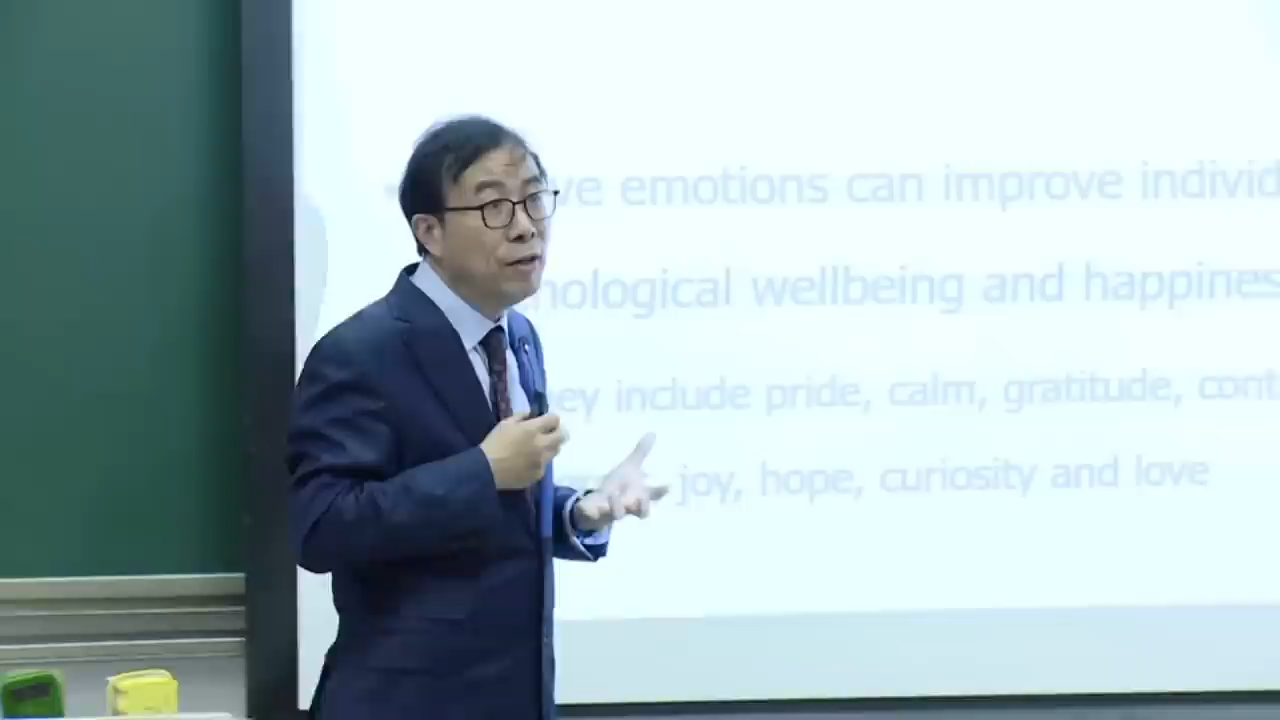 ve emotions can improve individ
hological wellbeing and happines
ey include pride, calm, gratitude, cont
joy, hope, curiosity and love